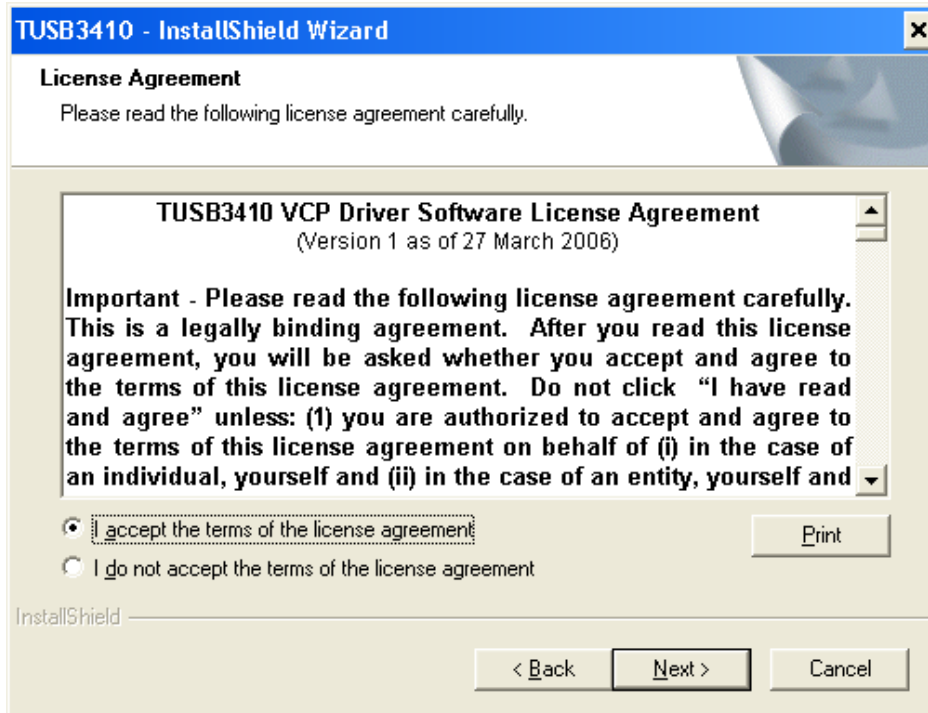 TUSB3410 - InstallShield Wizard
License Agreement
Please read the following license agreement carefully.
TUSB3410 VCP Driver Software License Agreement
(Version 1 as of 27 March 2006)
Important - Please read the following license agreement carefully.
This is a legally binding agreement.  After you read this license
agreement, you will be asked whether you accept and agree to
the terms of this license agreement.  Do not click  “I have read
and agree” unless: (1) you are authorized to accept and agree to
the terms of this license agreement on behalf of (i) in the case of
an individual, yourself and (ii) in the case of an entity, yourself and
I accept the terms of the license agreement
Print
I do not accept the terms of the license agreement
InstallShield
< Back
Next >
Cancel